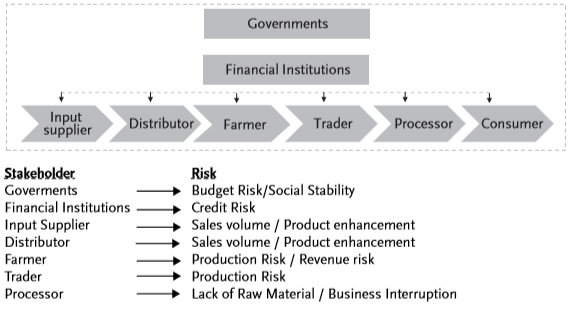 Governments
Financial Institutions
Input
supplier
Distributor
Farmer
Trader
Processor
Consumer
Stakeholder Risk
Goverments Budget Risk/Social Stability
Financial Institutions Credit Risk
Input Supplier Sales volume / Product enhancement
Distributor Sales volume / Product enhancement
Farmer Production Risk / Revenue risk
Trader Production Risk
Processor Lack of Raw Material / Business Interruption